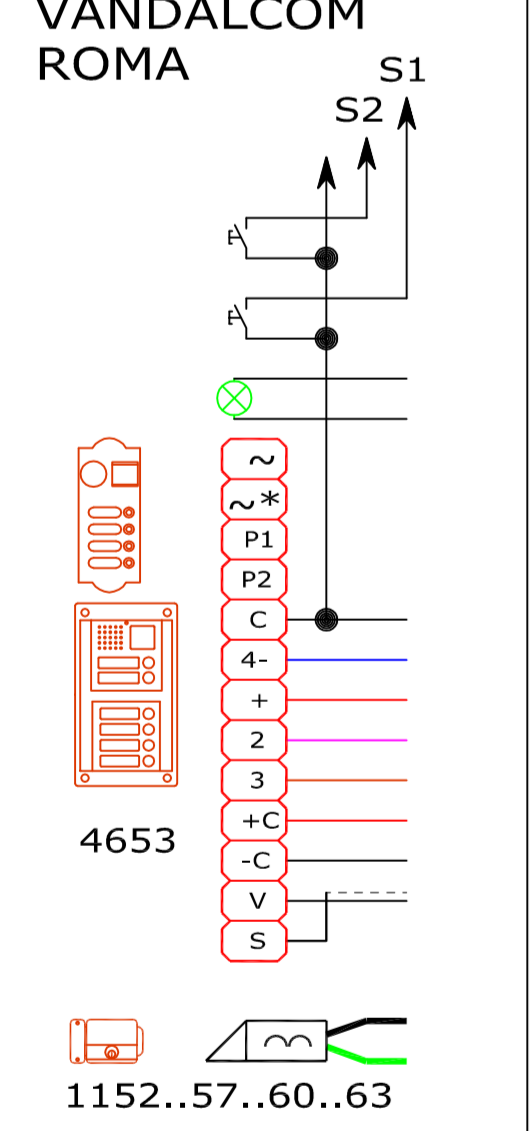 VANDALCOM
ROMA
S1
S2
~
~*
P1
P2
C
4-
+
2
3
+C
-C
V
S
4653
1152..57..60..63